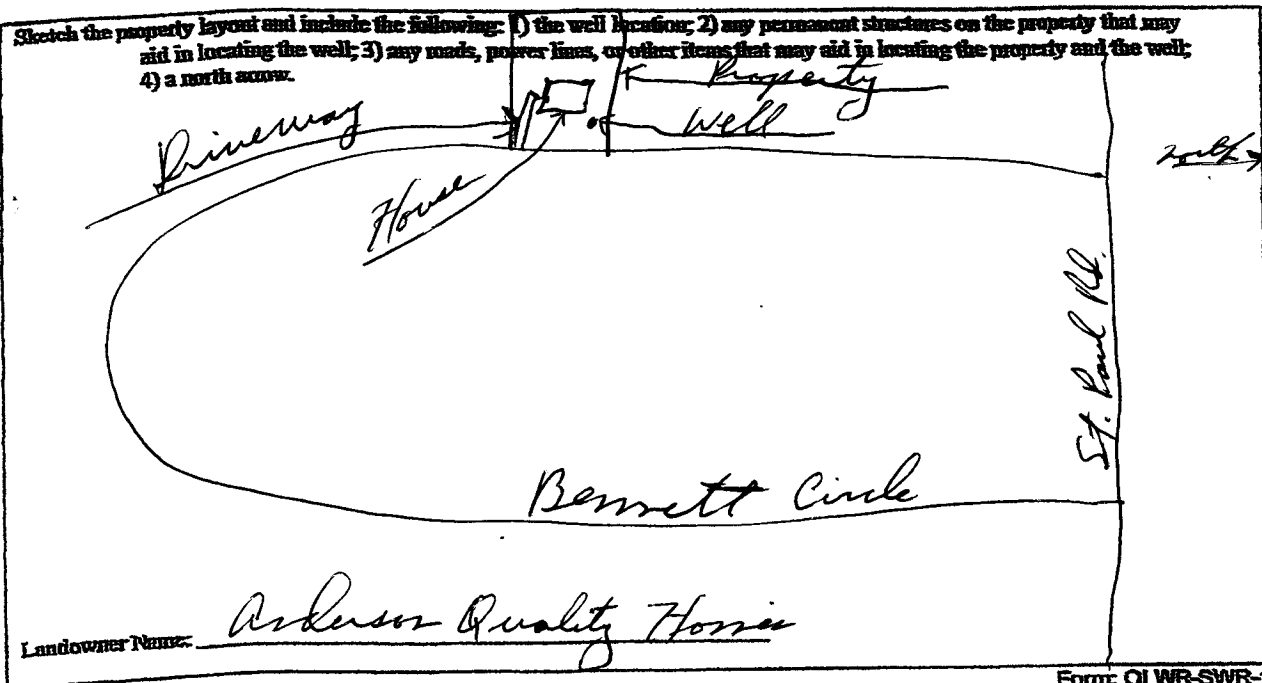 Sketch the property layout and include the following: 1) the well location; 2) any permanent structures on the property that may
aid in locating the well; 3) any roads, power lines, or other items that may aid in locating the property and the well;
4) a north arrow.
Property
Driveway
Well
North
House
St. Paul Rd.
Bennett Circle
Landowner Name: Anderson Quality Homes
Form: OLWR-SWR-